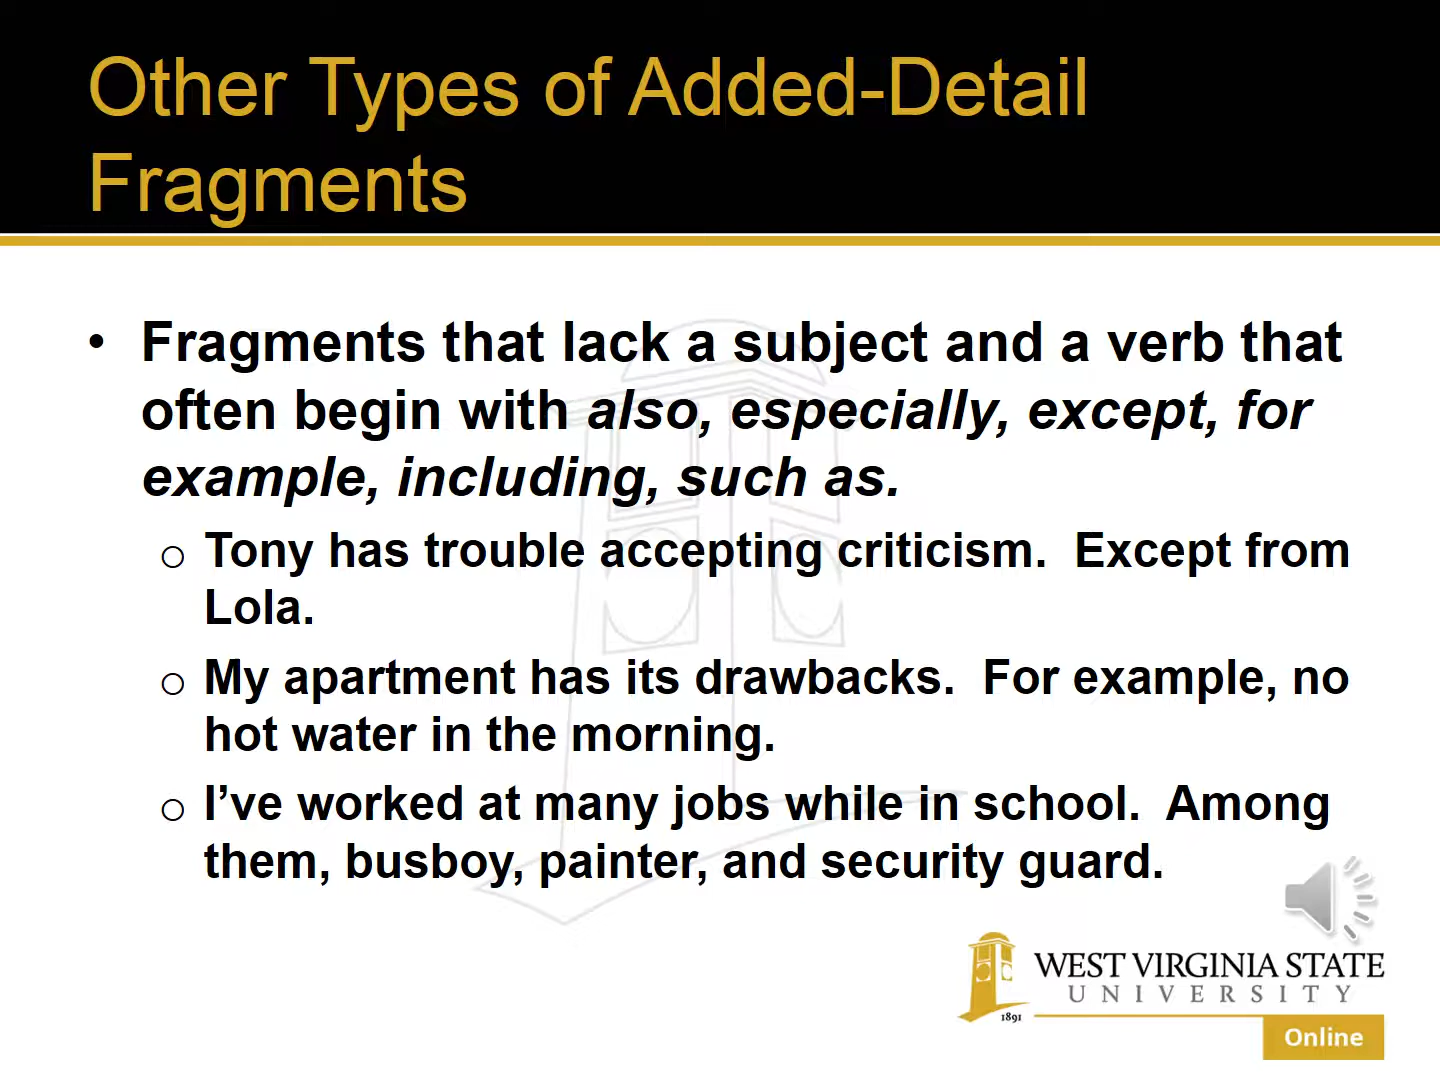 Other Types of Added-Detail
Fragments
• Fragments that lack a subject and a verb that
often begin with also, especially, except, for
example, including, such as.
o Tony has trouble accepting criticism.  Except from
Lola.
o My apartment has its drawbacks.  For example, no
hot water in the morning.
o I’ve worked at many jobs while in school.  Among
them, busboy, painter, and security guard.
WEST VIRGINIA STATE
UNIVERSITY
1891
Online